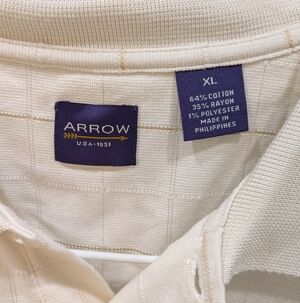 ARROW
USA•1851
XL
64% COTTON
35% RAYON
1% POLYESTER
MADE IN
PHILIPPINES